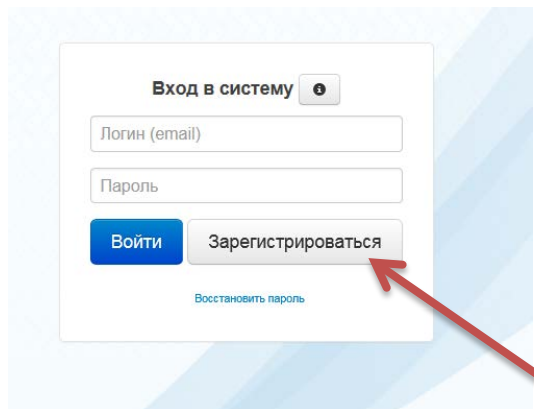 Вход в систему
Логин (email)
Пароль
Войти Зарегистрироваться
Восстановить пароль